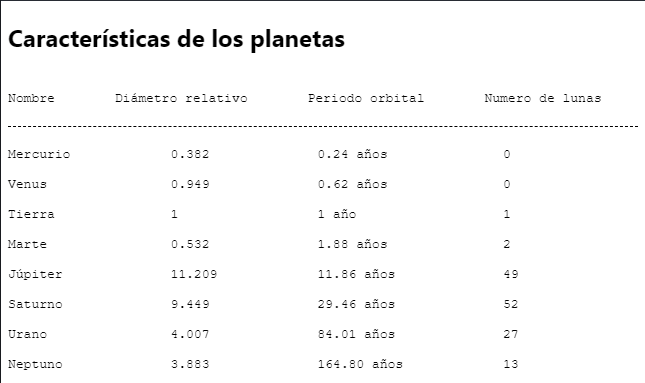 Características de los planetas
Nombre Diámetro relativo Periodo orbital Numero de lunas
Mercurio 0.382 0.24 años 0
Venus 0.949 0.62 años 0
Tierra 1 1 año 1
Marte 0.532 1.88 años 2
Júpiter 11.209 11.86 años 49
Saturno 9.449 29.46 años 52
Urano 4.007 84.01 años 27
Neptuno 3.883 164.80 años 13